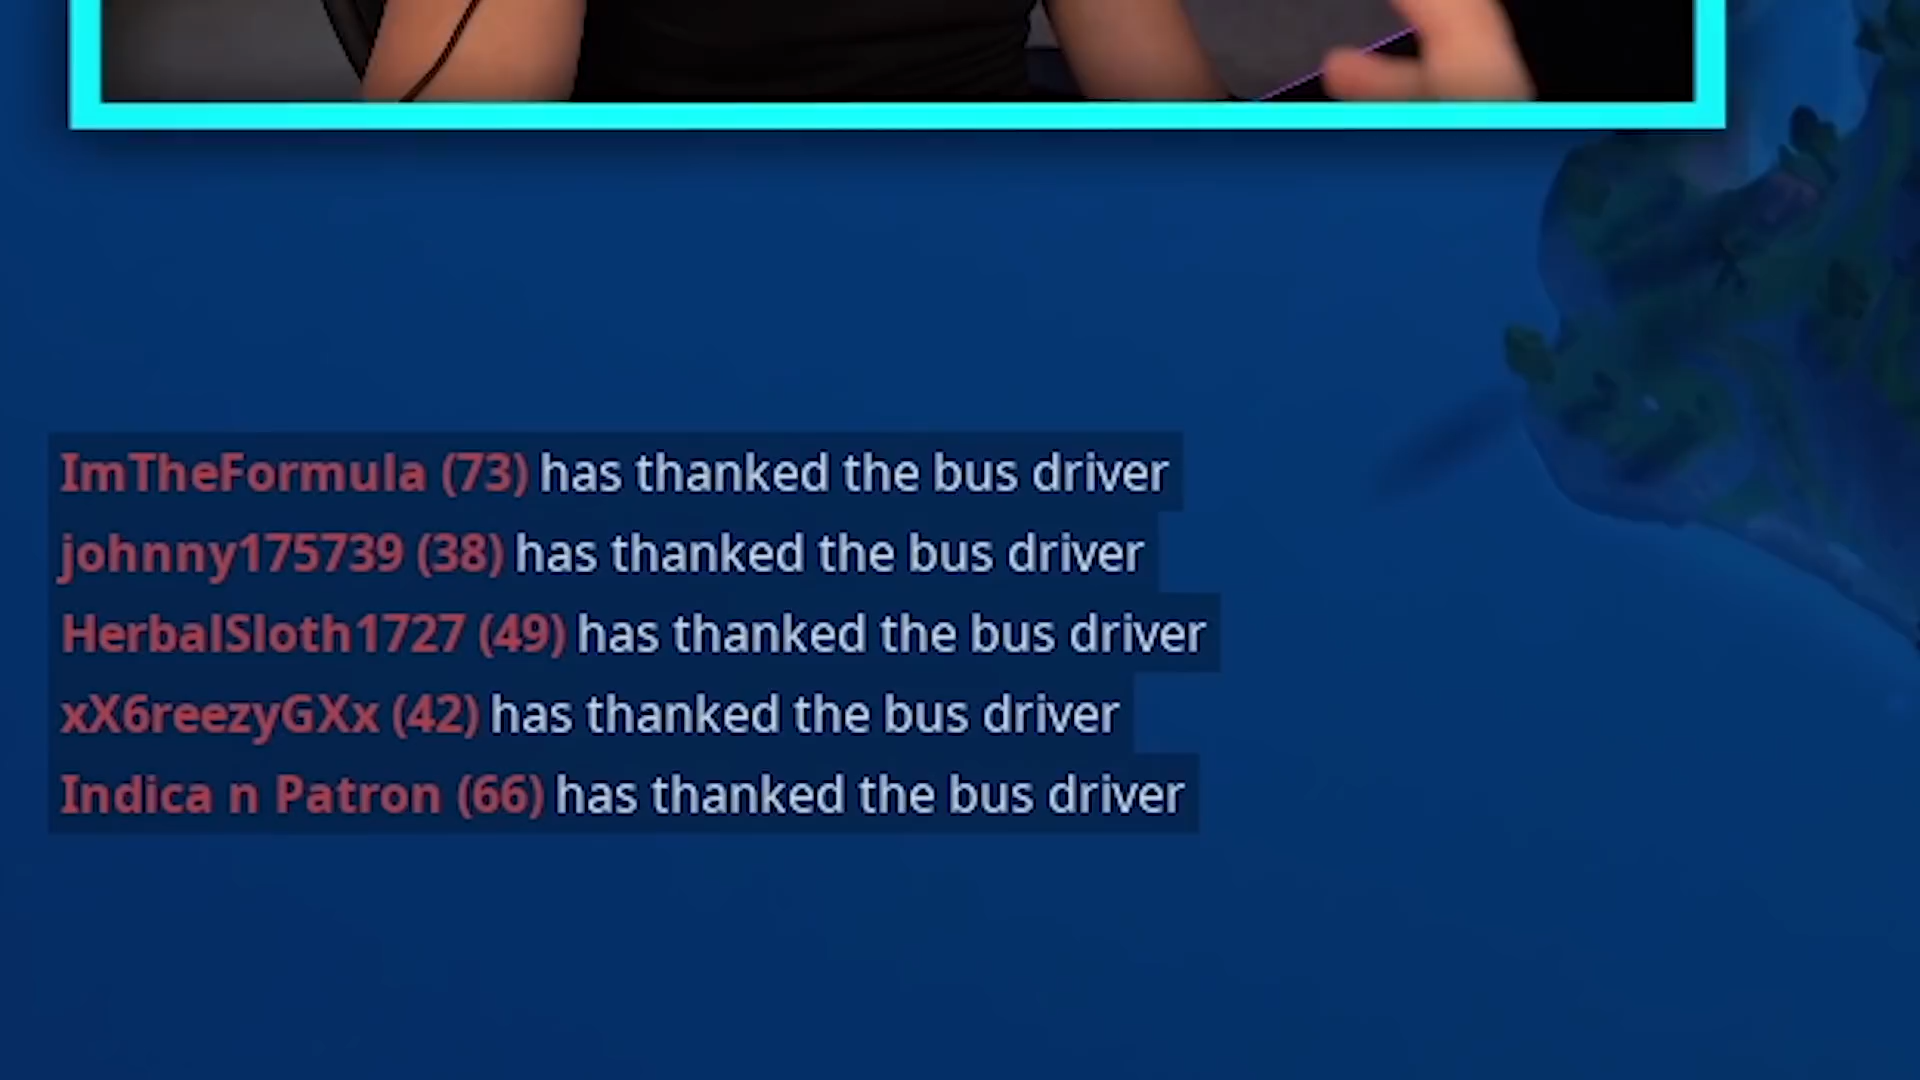 ImTheFormula (73) has thanked the bus driver
johnny175739 (38) has thanked the bus driver
HerbalSloth1727 (49) has thanked the bus driver
xX6reezyGXx (42) has thanked the bus driver
Indica n Patron (66) has thanked the bus driver